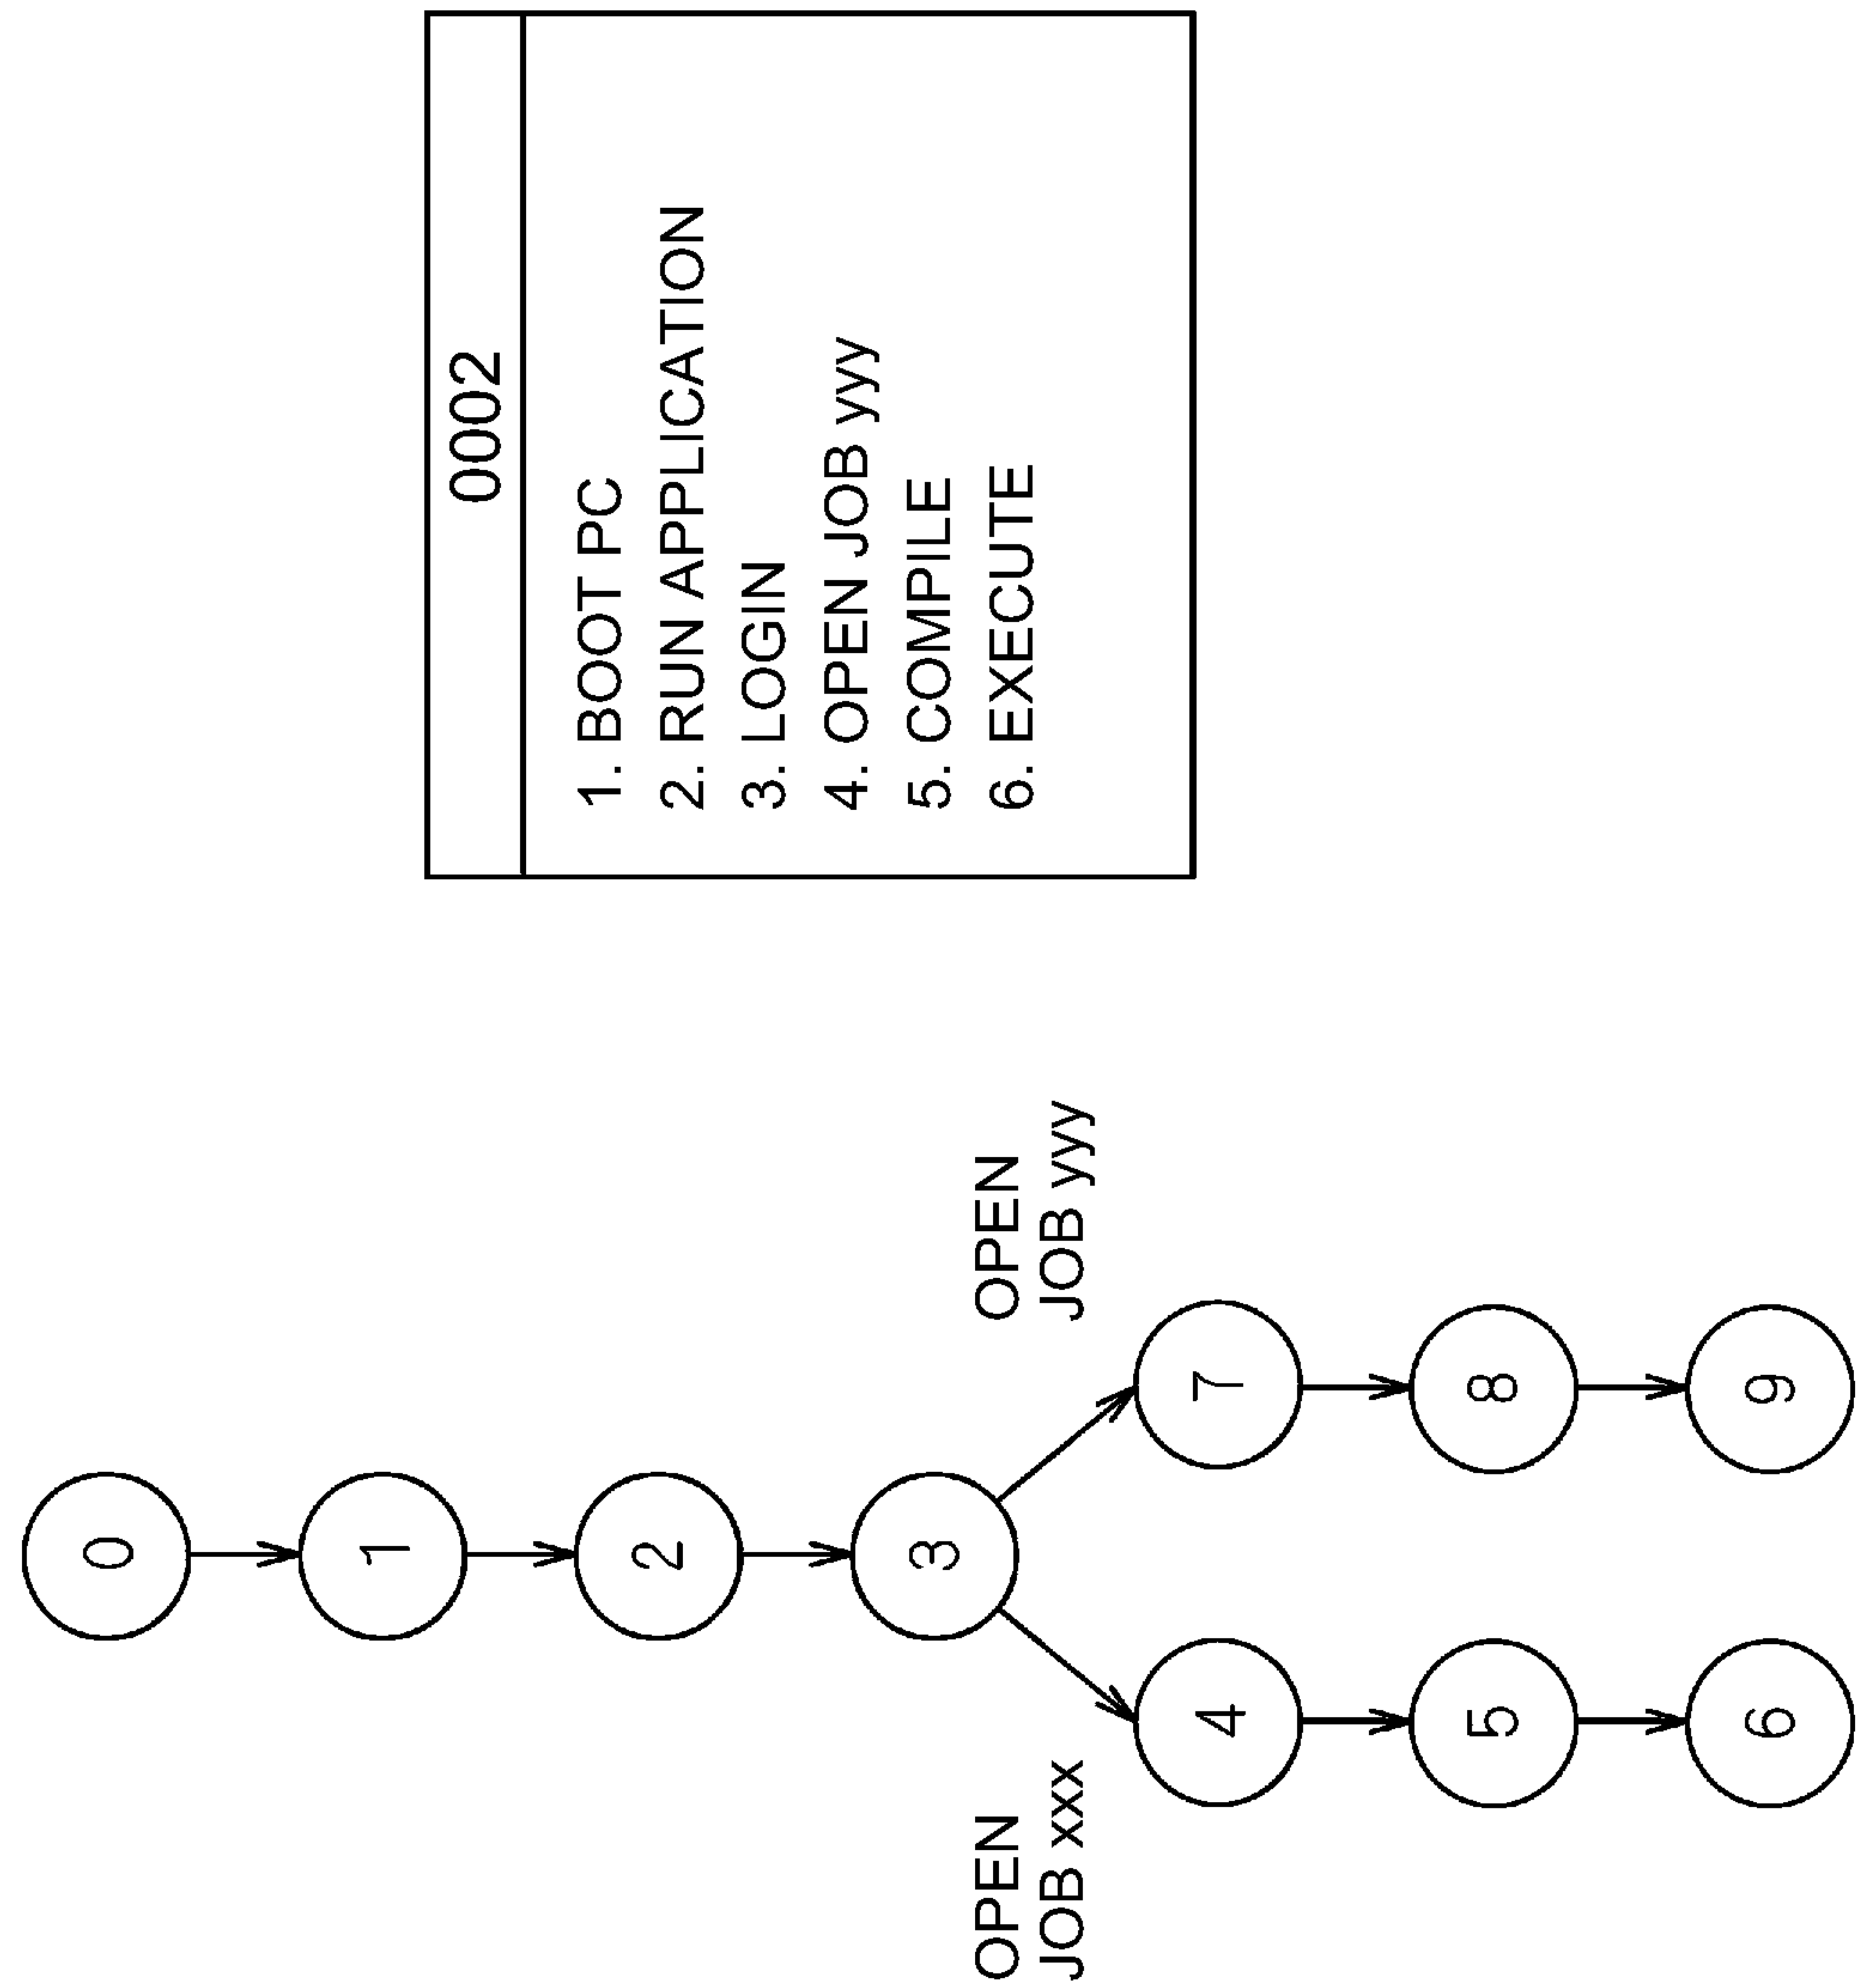 0
1
2
3
OPEN
JOB xxx
OPEN
JOB yyy
4
7
5
8
6
9
0002
1. BOOT PC
2. RUN APPLICATION
3. LOGIN
4. OPEN JOB yyy
5. COMPILE
6. EXECUTE